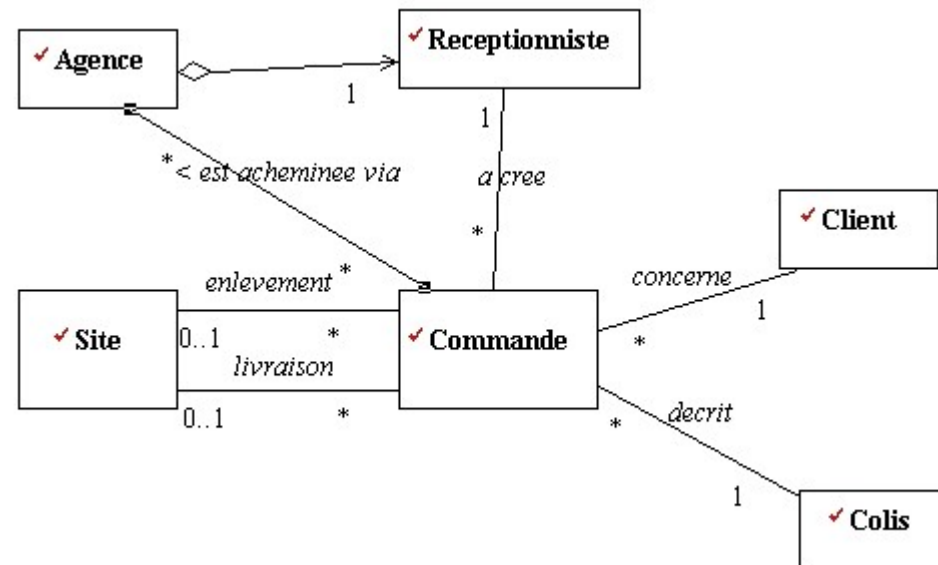 Agence
Receptionniste
1
1
* < est acheminee via
a cree
Client
*
*
enlevement
concerne
1
Site
0..1
*
Commande
*
livraison
0..1
*
decrit
*
1
Colis